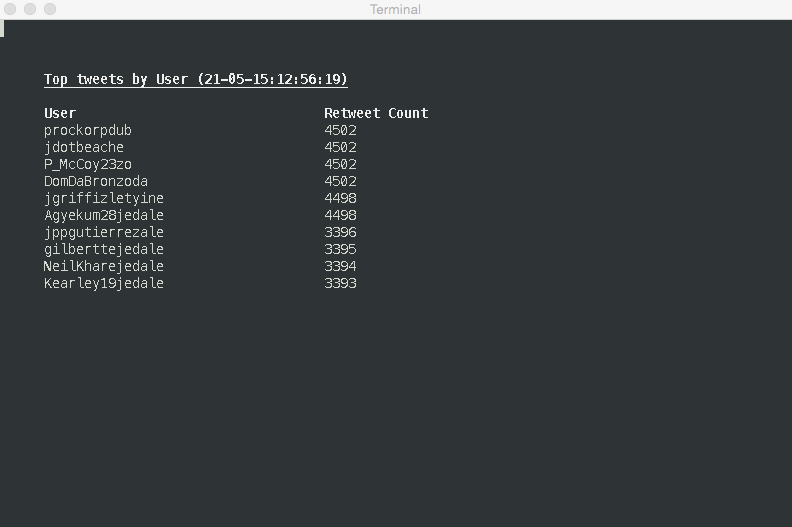 Terminal
Top tweets by User (21-05-15:12:56:19)
User Retweet Count
prockorpdub 4502
jdotbeache 4502
P_McCoy23zo 4502
DomDaBronzoda 4502
jgriffizletyine 4498
Agyekum28jedale 4498
jppgutierrezale 3396
gilberttejedale 3395
NeilKharejedale 3394
Kearley19jedale 3393